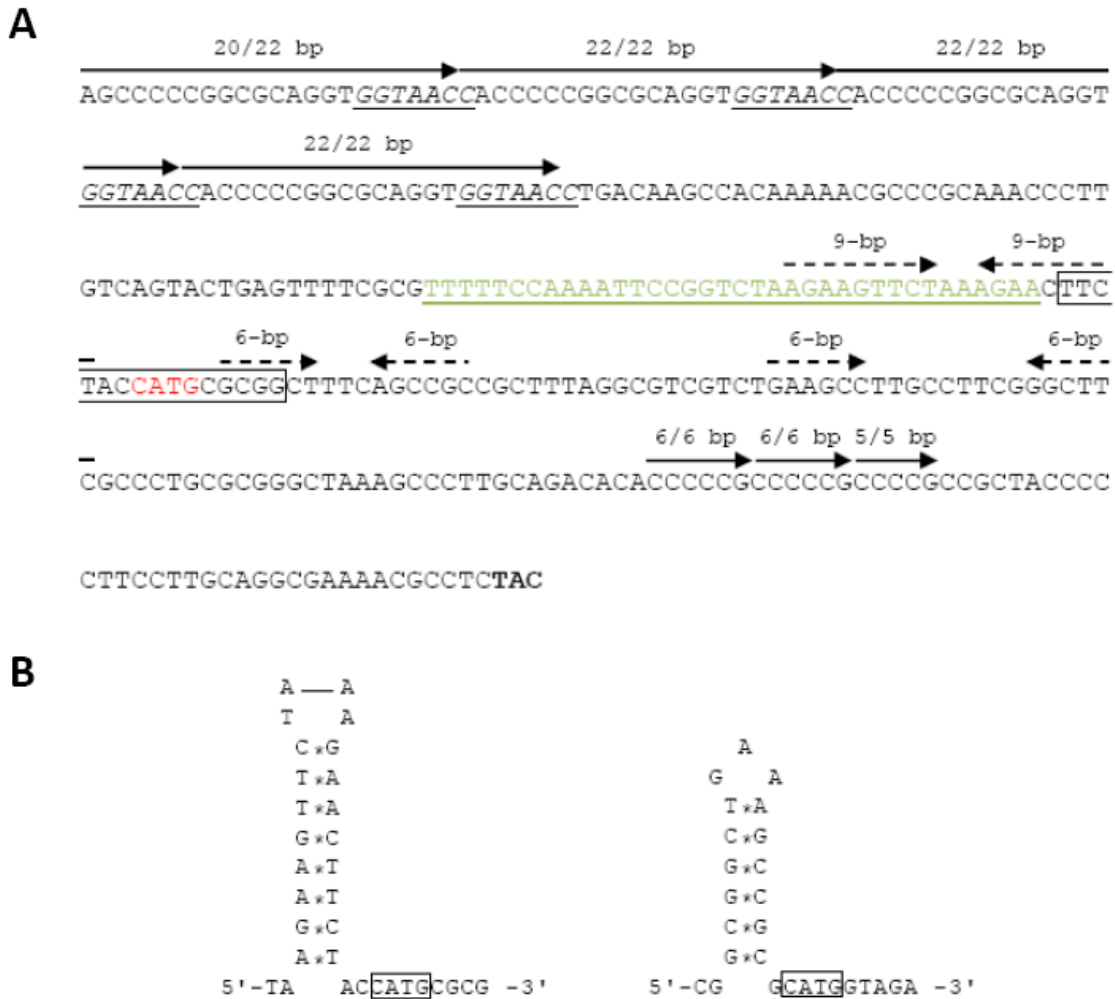 A
20/22 bp 22/22 bp 22/22 bp
AGCCCCCGGCGCAGGTGGTAACCACCCCCGGCGCAGGTGGTAACCACCCCCGGCGCAGGT
22/22 bp
GGTAACCACCCCCGGCGCAGGTGGTAACCTGACAAGCCACAAAAACGCCCGCAAACCCTT
9-bp 9-bp
GTCAGTACTGAGTTTTCGCGTTTTTCCAAAATTCCGGTCTAAGAAGTTCTAAAGAACTTC
6-bp 6-bp 6-bp 6-bp
TACCATGCGCGGCTTTCAGCCGCCGCTTTAGGCGTCGTCTGAAGCCTTGCCTTCGGGCTT
6/6 bp 6/6 bp 5/5 bp
CGCCCTGCGCGGGCTAAAGCCCTTGCAGACACACCCCCGCCCCCGCCCCGCCGCTACCCC
CTTCCTTGCAGGCGAAAACGCCTCTAC
B
A — A
T A
C*G A
T*A G A
T*A T*A
G*C C*G
A*T G*C
A*T G*C
G*C C*G
A*T G*C
5'-TA ACCATGCGCG -3' 5'-CG GCATGGTAGA -3'